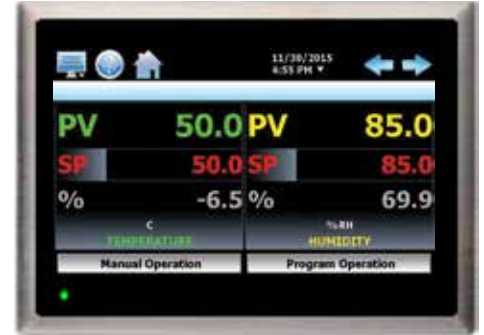 11/30/2015
4:55 PM ▼
PV 50.0 PV 85.0
SP 50.0 SP 85.0
% -6.5 % 69.9
C %RH
TEMPERATURE HUMIDITY
Manual Operation Program Operation